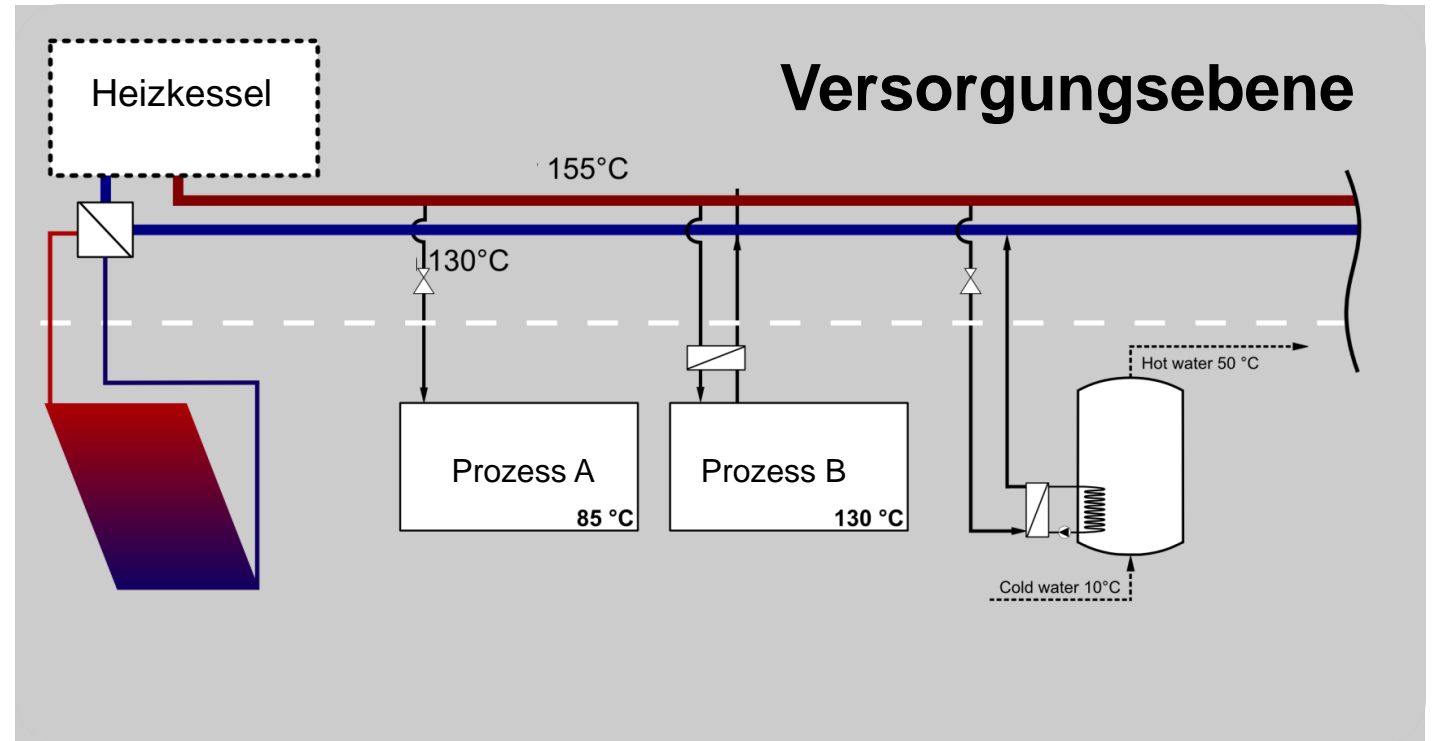 Heizkessel
Versorgungsebene
155°C
130°C
Hot water 50 °C
Prozess A
85 °C
Prozess B
130 °C
Cold water 10°C